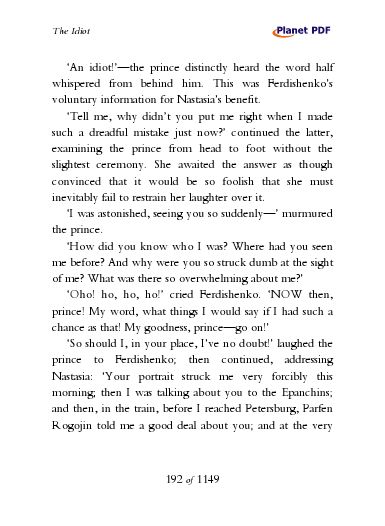 The Idiot
Planet PDF
‘An idiot!’—the prince distinctly heard the word half
whispered from behind him. This was Ferdishenko’s
voluntary information for Nastasia’s benefit.
‘Tell me, why didn’t you put me right when I made
such a dreadful mistake just now?’ continued the latter,
examining the prince from head to foot without the
slightest ceremony. She awaited the answer as though
convinced that it would be so foolish that she must
inevitably fail to restrain her laughter over it.
‘I was astonished, seeing you so suddenly—’ murmured
the prince.
‘How did you know who I was? Where had you seen
me before? And why were you so struck dumb at the sight
of me? What was there so overwhelming about me?’
‘Oho! ho, ho, ho!’ cried Ferdishenko. ‘NOW then,
prince! My word, what things I would say if I had such a
chance as that! My goodness, prince—go on!’
‘So should I, in your place, I’ve no doubt!’ laughed the
prince to Ferdishenko; then continued, addressing
Nastasia: ‘Your portrait struck me very forcibly this
morning; then I was talking about you to the Epanchins;
and then, in the train, before I reached Petersburg, Parfen
Rogojin told me a good deal about you; and at the very
192 of 1149